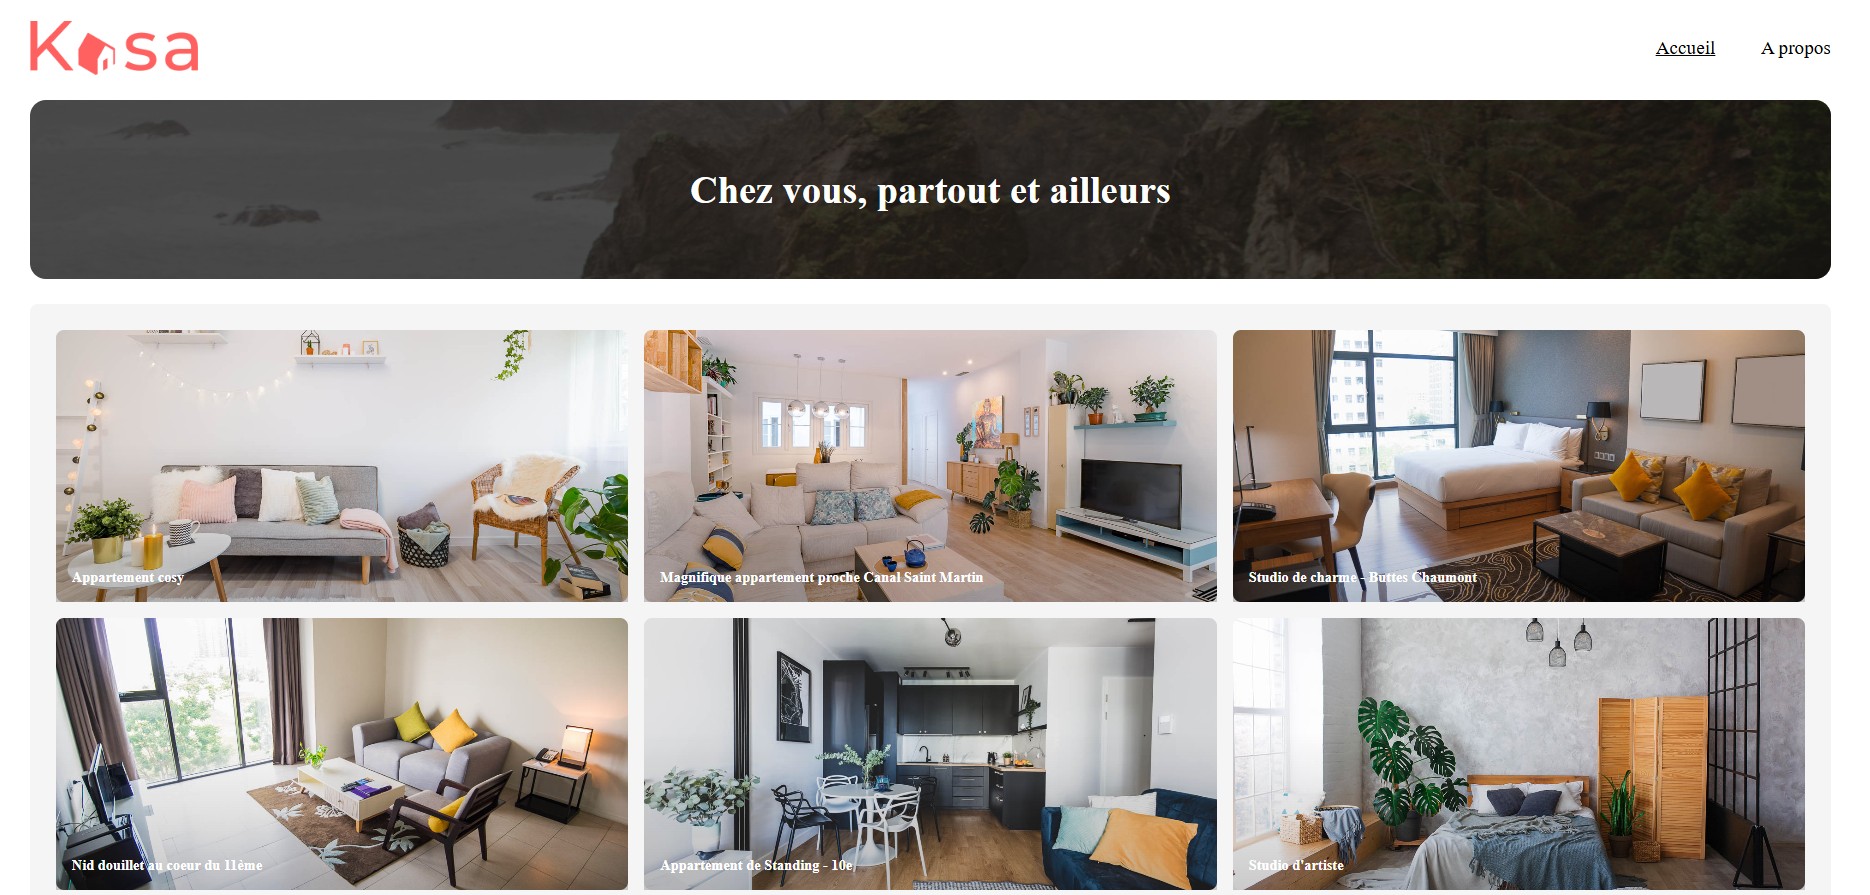 Kasa
Accueil
A propos
Chez vous, partout et ailleurs
Appartement cosy
Magnifique appartement proche Canal Saint Martin
Studio de charme - Buttes Chaumont
Nid douillet au coeur du 11ème
Appartement de Standing - 10e
Studio d'artiste